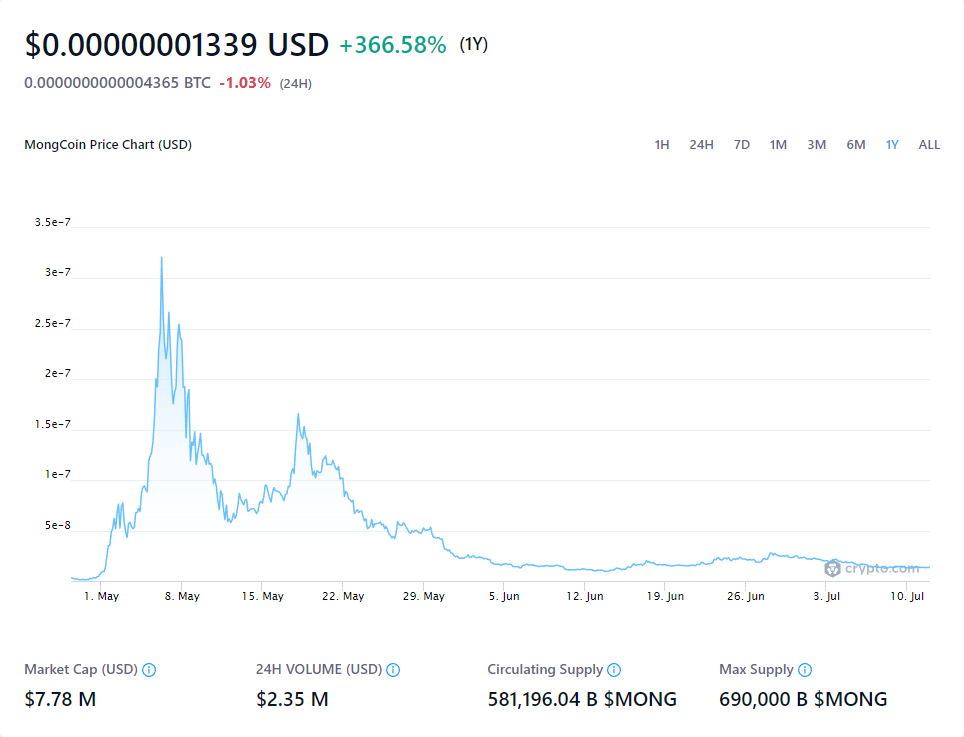 $0.00000001339 USD +366.58% (1Y)
0.0000000000004365 BTC -1.03% (24H)
MongCoin Price Chart (USD) 1H 24H 7D 1M 3M 6M 1Y ALL
3.5e-7
3e-7
2.5e-7
2e-7
1.5e-7
1e-7
5e-8
crypto.com
1. May 8. May 15. May 22. May 29. May 5. Jun 12. Jun 19. Jun 26. Jun 3. Jul 10. Jul
Market Cap (USD) 24H VOLUME (USD) Circulating Supply Max Supply
$7.78 M $2.35 M 581,196.04 B $MONG 690,000 B $MONG